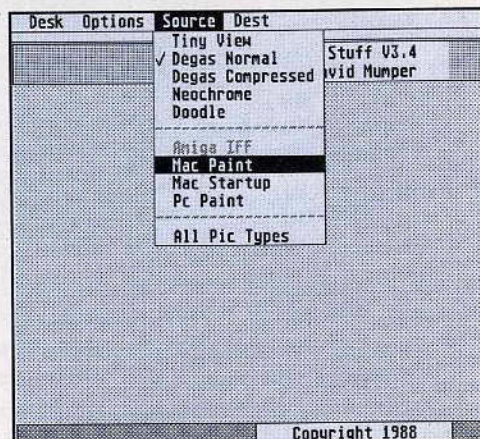 Desk Options Source Dest
Tiny View
✓ Degas Normal
Degas Compressed
Neochrome
Doodle
Amiga IFF
Mac Paint
Mac Startup
Pc Paint
All Pic Types
Stuff V3.4
vid Mumper
Copyright 1988